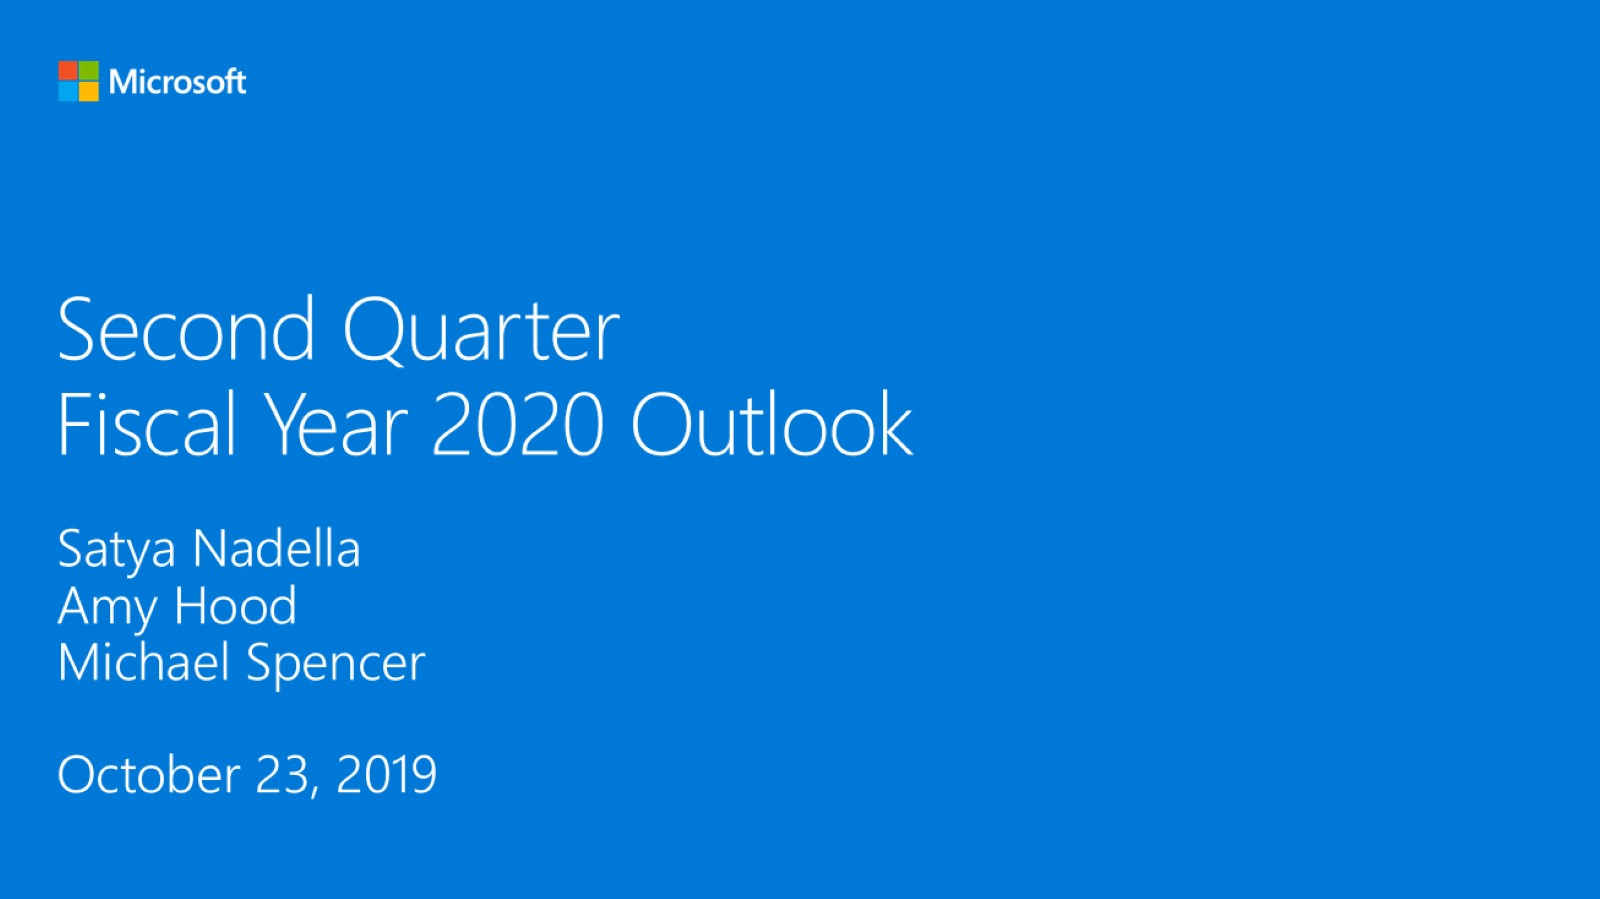 Microsoft
Second Quarter
Fiscal Year 2020 Outlook
Satya Nadella
Amy Hood
Michael Spencer
October 23, 2019